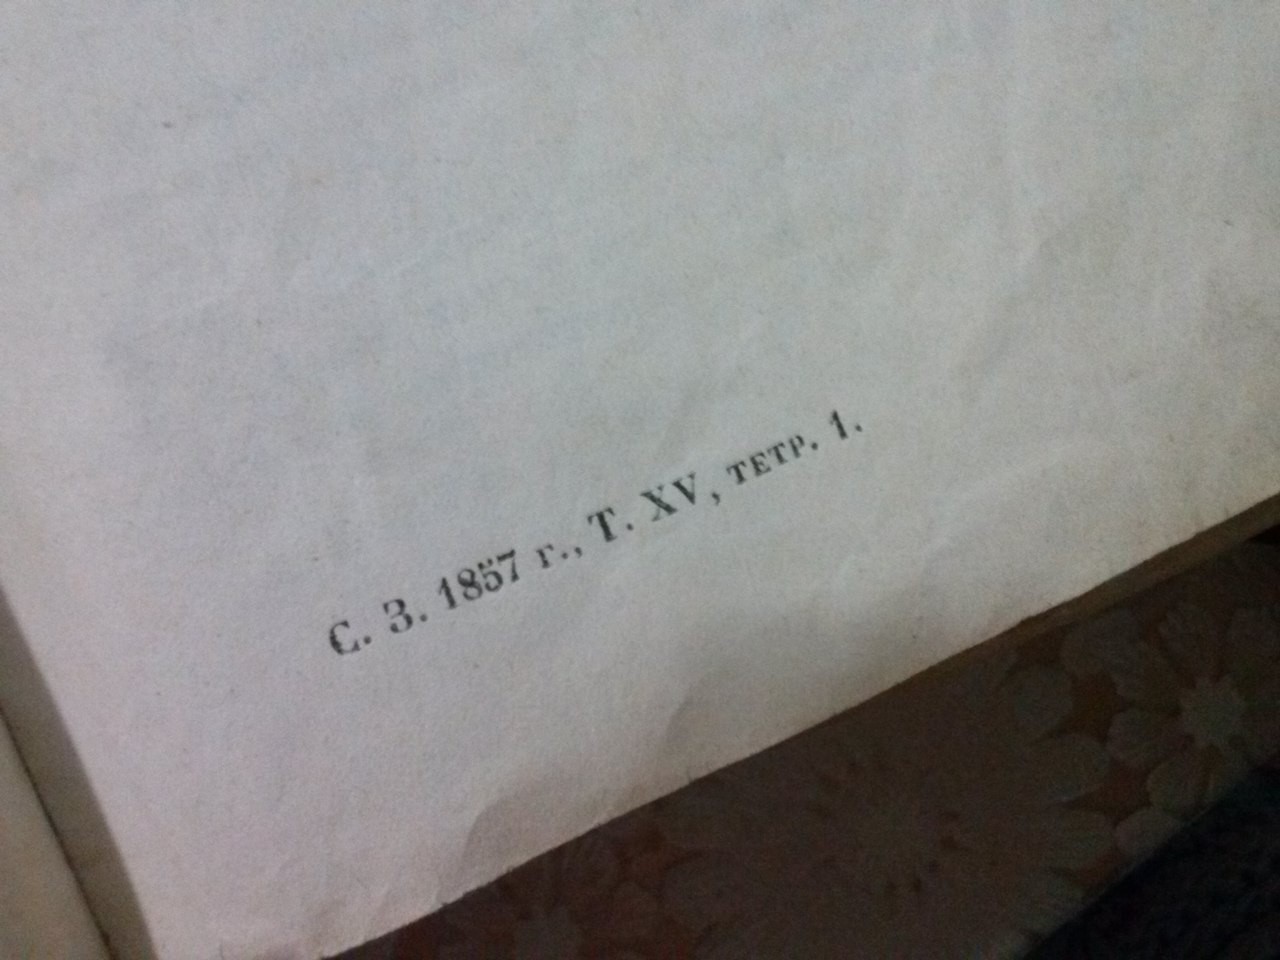 С. З. 1857 г., Т. XV, тетр. 1.